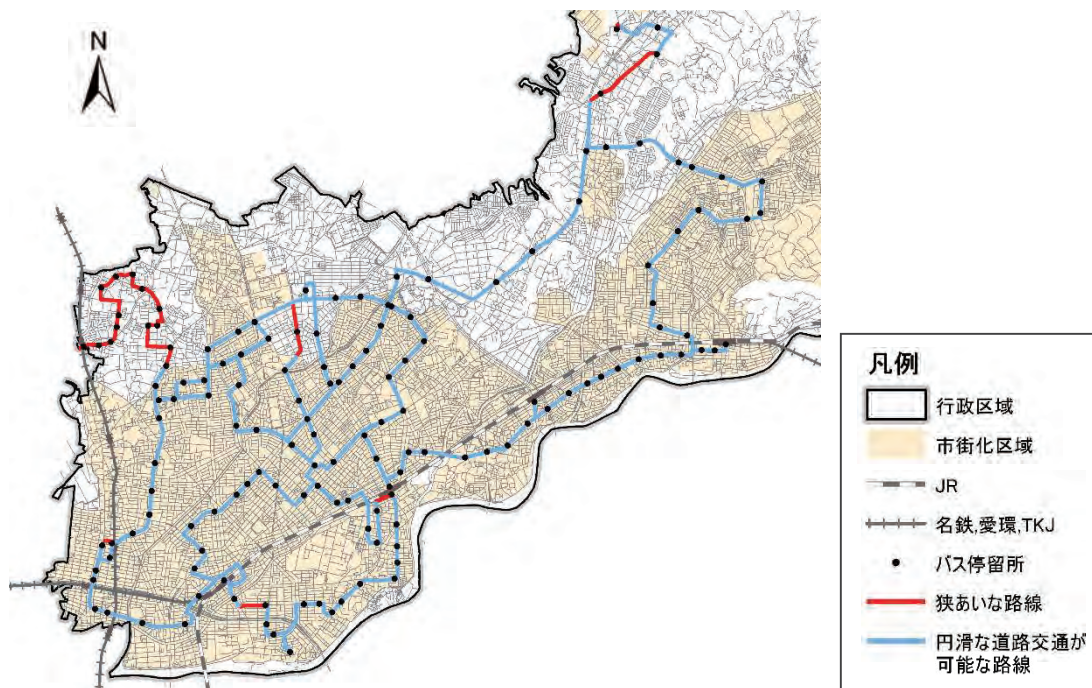 N
凡例
行政区域
市街化区域
JR
名鉄,愛環,TKJ
バス停留所
狭あいな路線
円滑な道路交通が
可能な路線